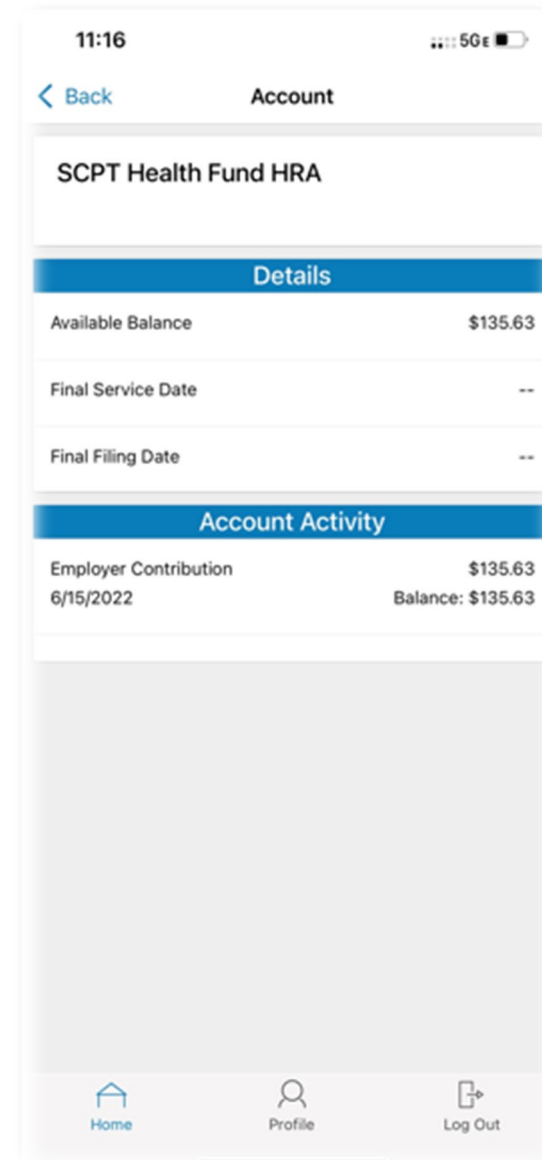 11:16 5GE
Back Account
SCPT Health Fund HRA
Details
Available Balance $135.63
Final Service Date --
Final Filing Date --
Account Activity
Employer Contribution $135.63
6/15/2022 Balance: $135.63
Home Profile Log Out